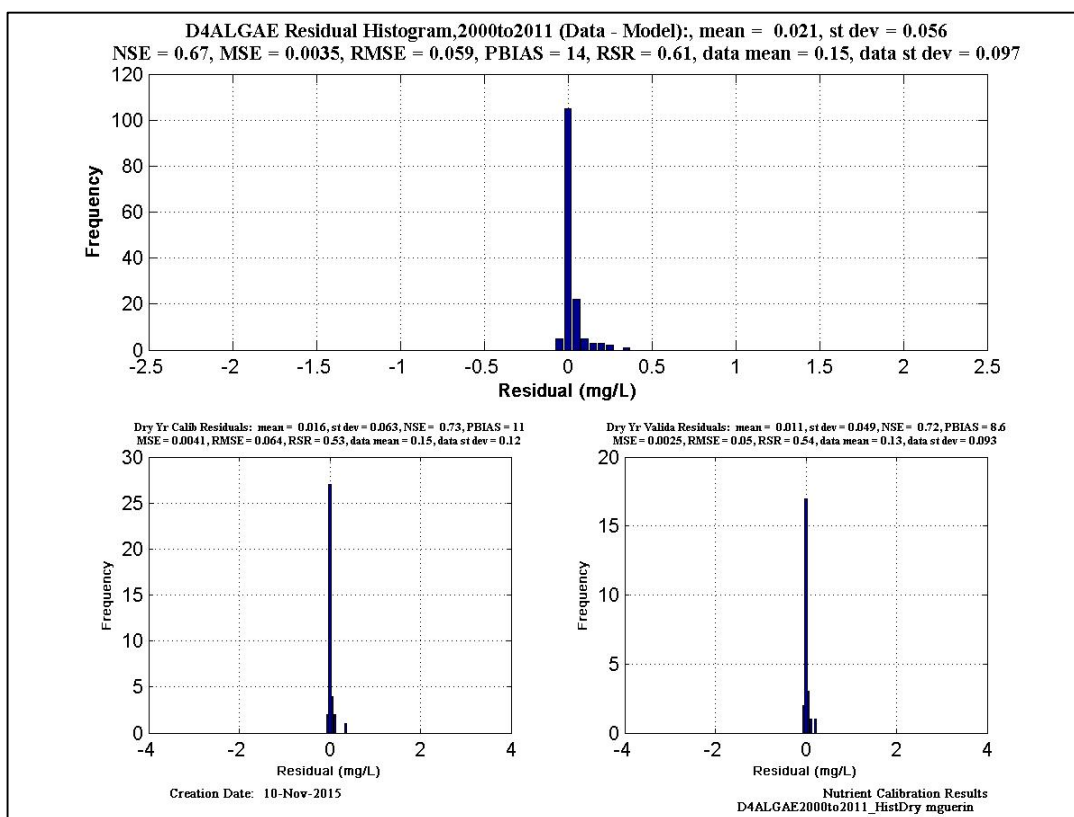 D4ALGAE Residual Histogram,2000to2011 (Data - Model):, mean =  0.021, st dev = 0.056
NSE = 0.67, MSE = 0.0035, RMSE = 0.059, PBIAS = 14, RSR = 0.61, data mean = 0.15, data st dev = 0.097
120
100
80
60
40
20
0
Frequency
-2.5 -2 -1.5 -1 -0.5 0 0.5 1 1.5 2 2.5
Residual (mg/L)
Dry Yr Calib Residuals:  mean =  0.016, st dev = 0.063, NSE =  0.73, PBIAS = 11
MSE = 0.0041, RMSE = 0.064, RSR = 0.53, data mean = 0.15, data st dev = 0.12
30
25
20
15
10
5
0
Frequency
-4 -2 0 2 4
Residual (mg/L)
Dry Yr Valida Residuals:  mean =  0.011, st dev = 0.049, NSE =  0.72, PBIAS = 8.6
MSE = 0.0025, RMSE = 0.05, RSR = 0.54, data mean = 0.13, data st dev = 0.093
20
15
10
5
0
Frequency
-4 -2 0 2 4
Residual (mg/L)
Creation Date:  10-Nov-2015
Nutrient Calibration Results
D4ALGAE2000to2011_HistDry mguerin